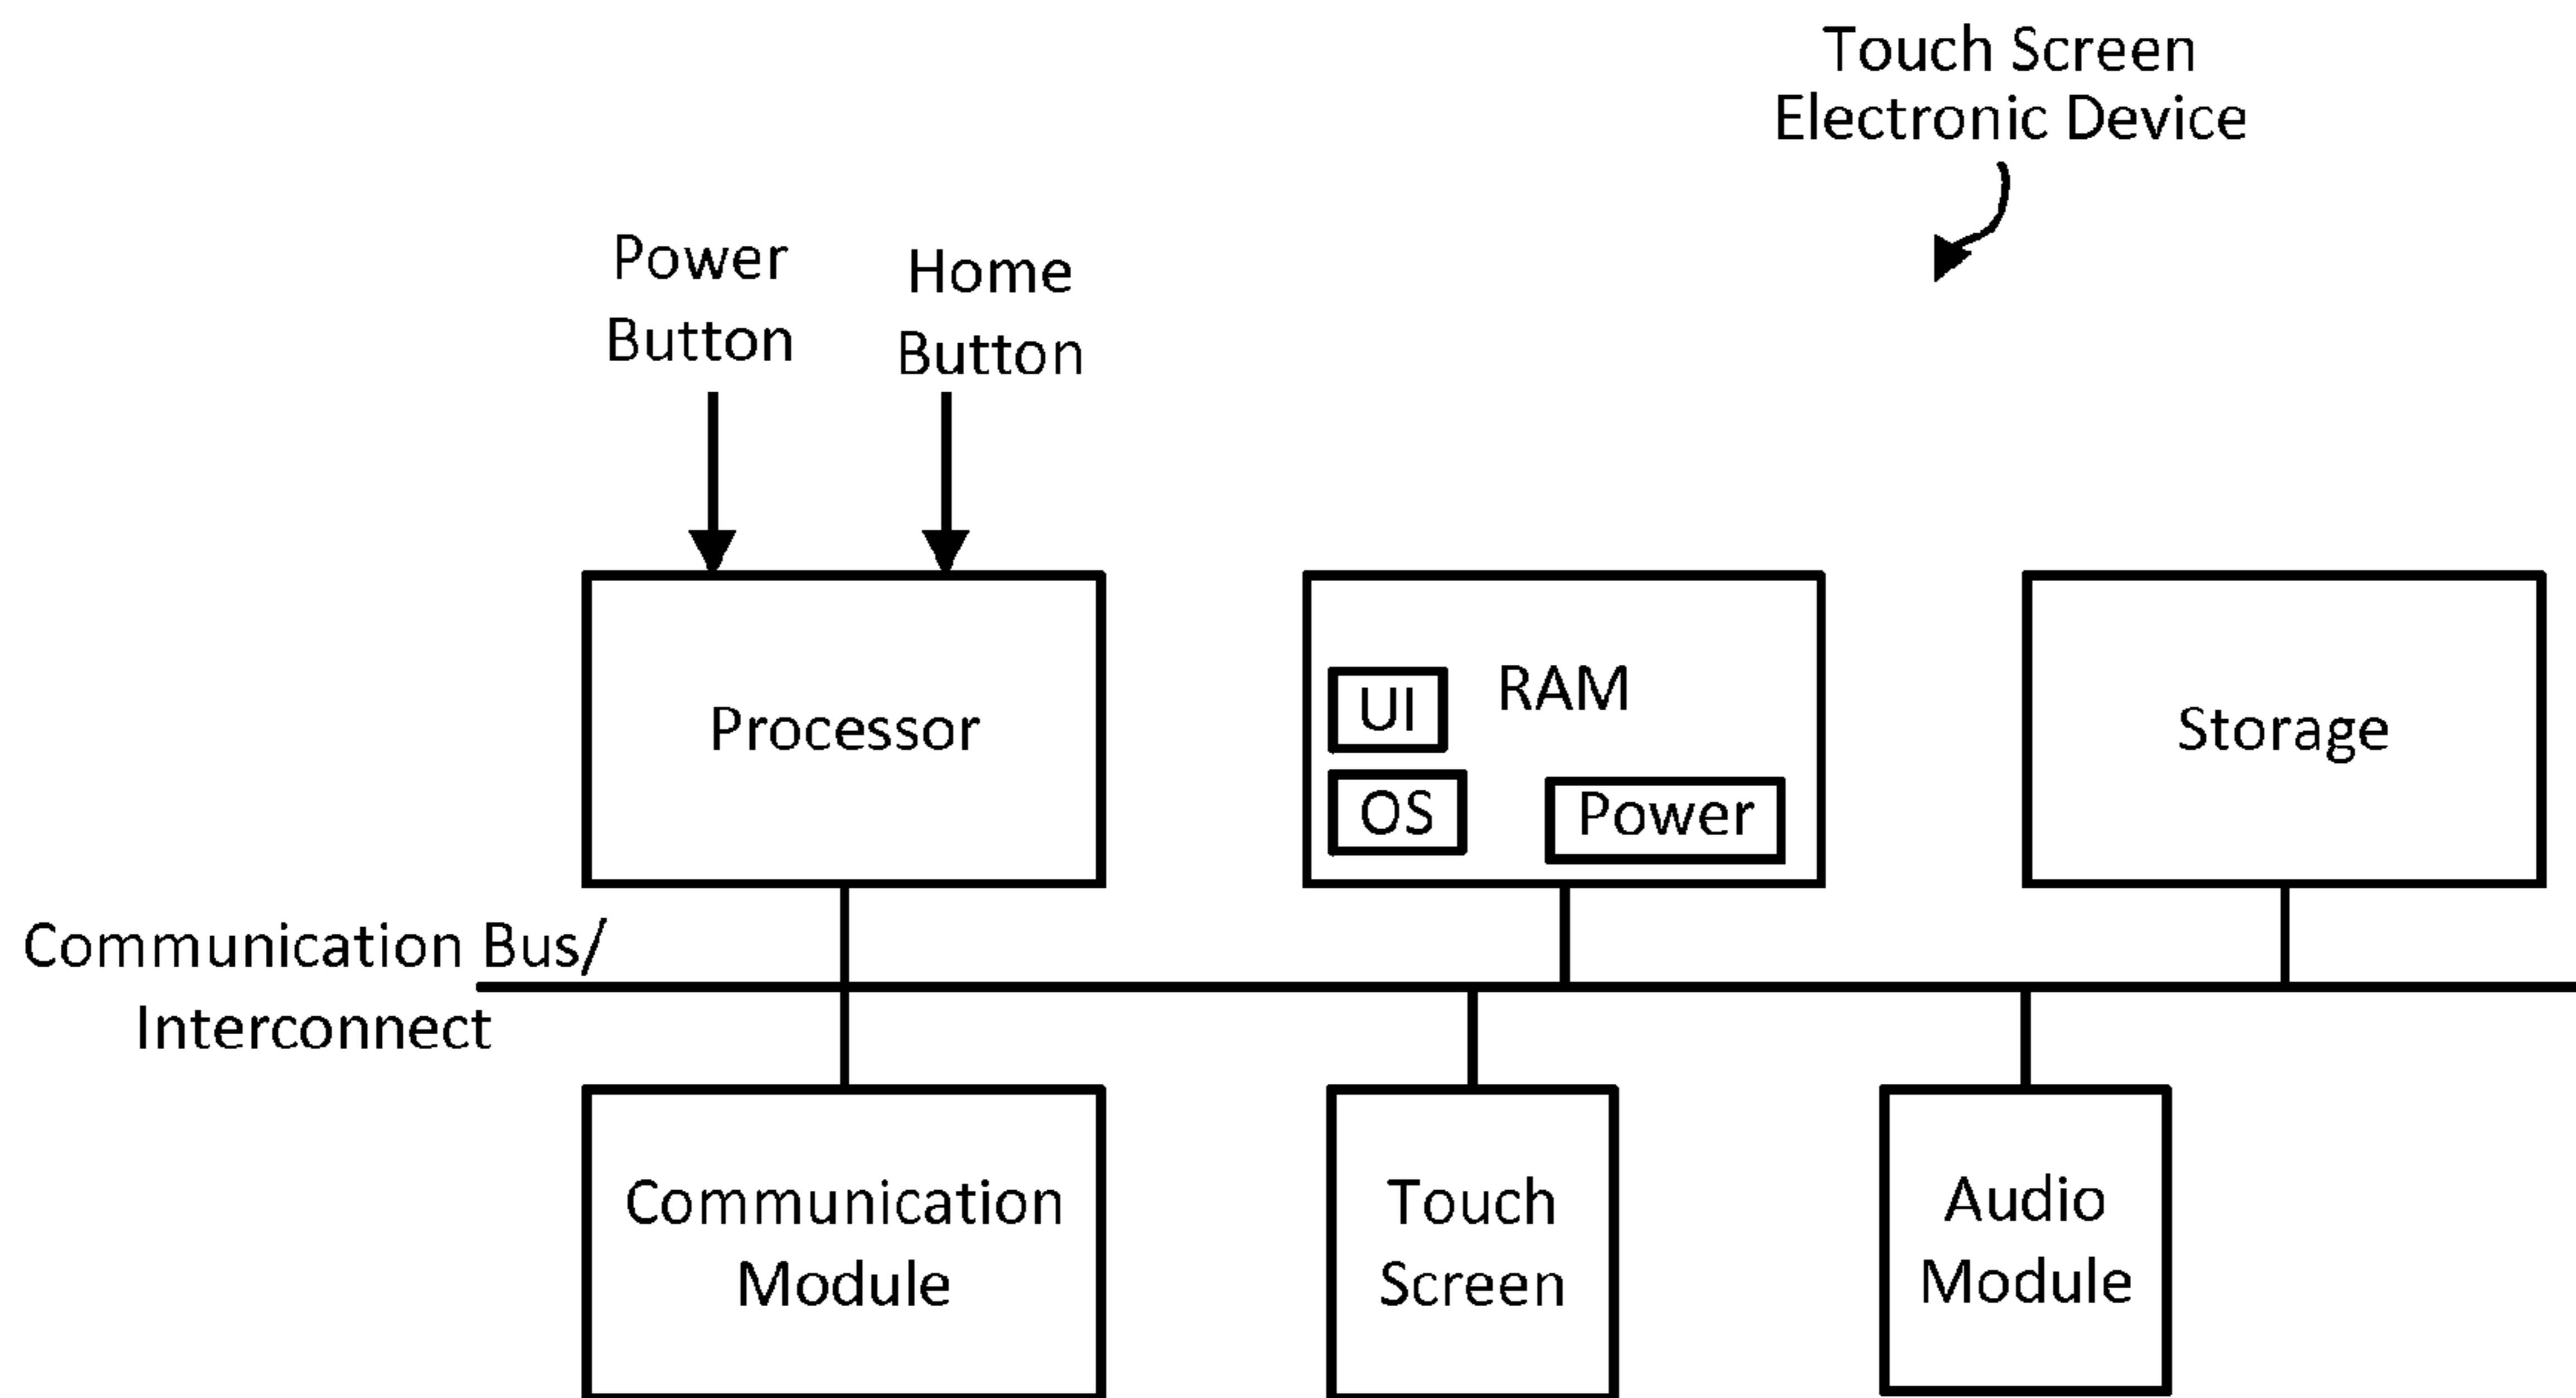 Touch Screen
Electronic Device
Power
Button
Home
Button
Processor
RAM
UI
OS
Power
Storage
Communication Bus/
Interconnect
Communication
Module
Touch
Screen
Audio
Module